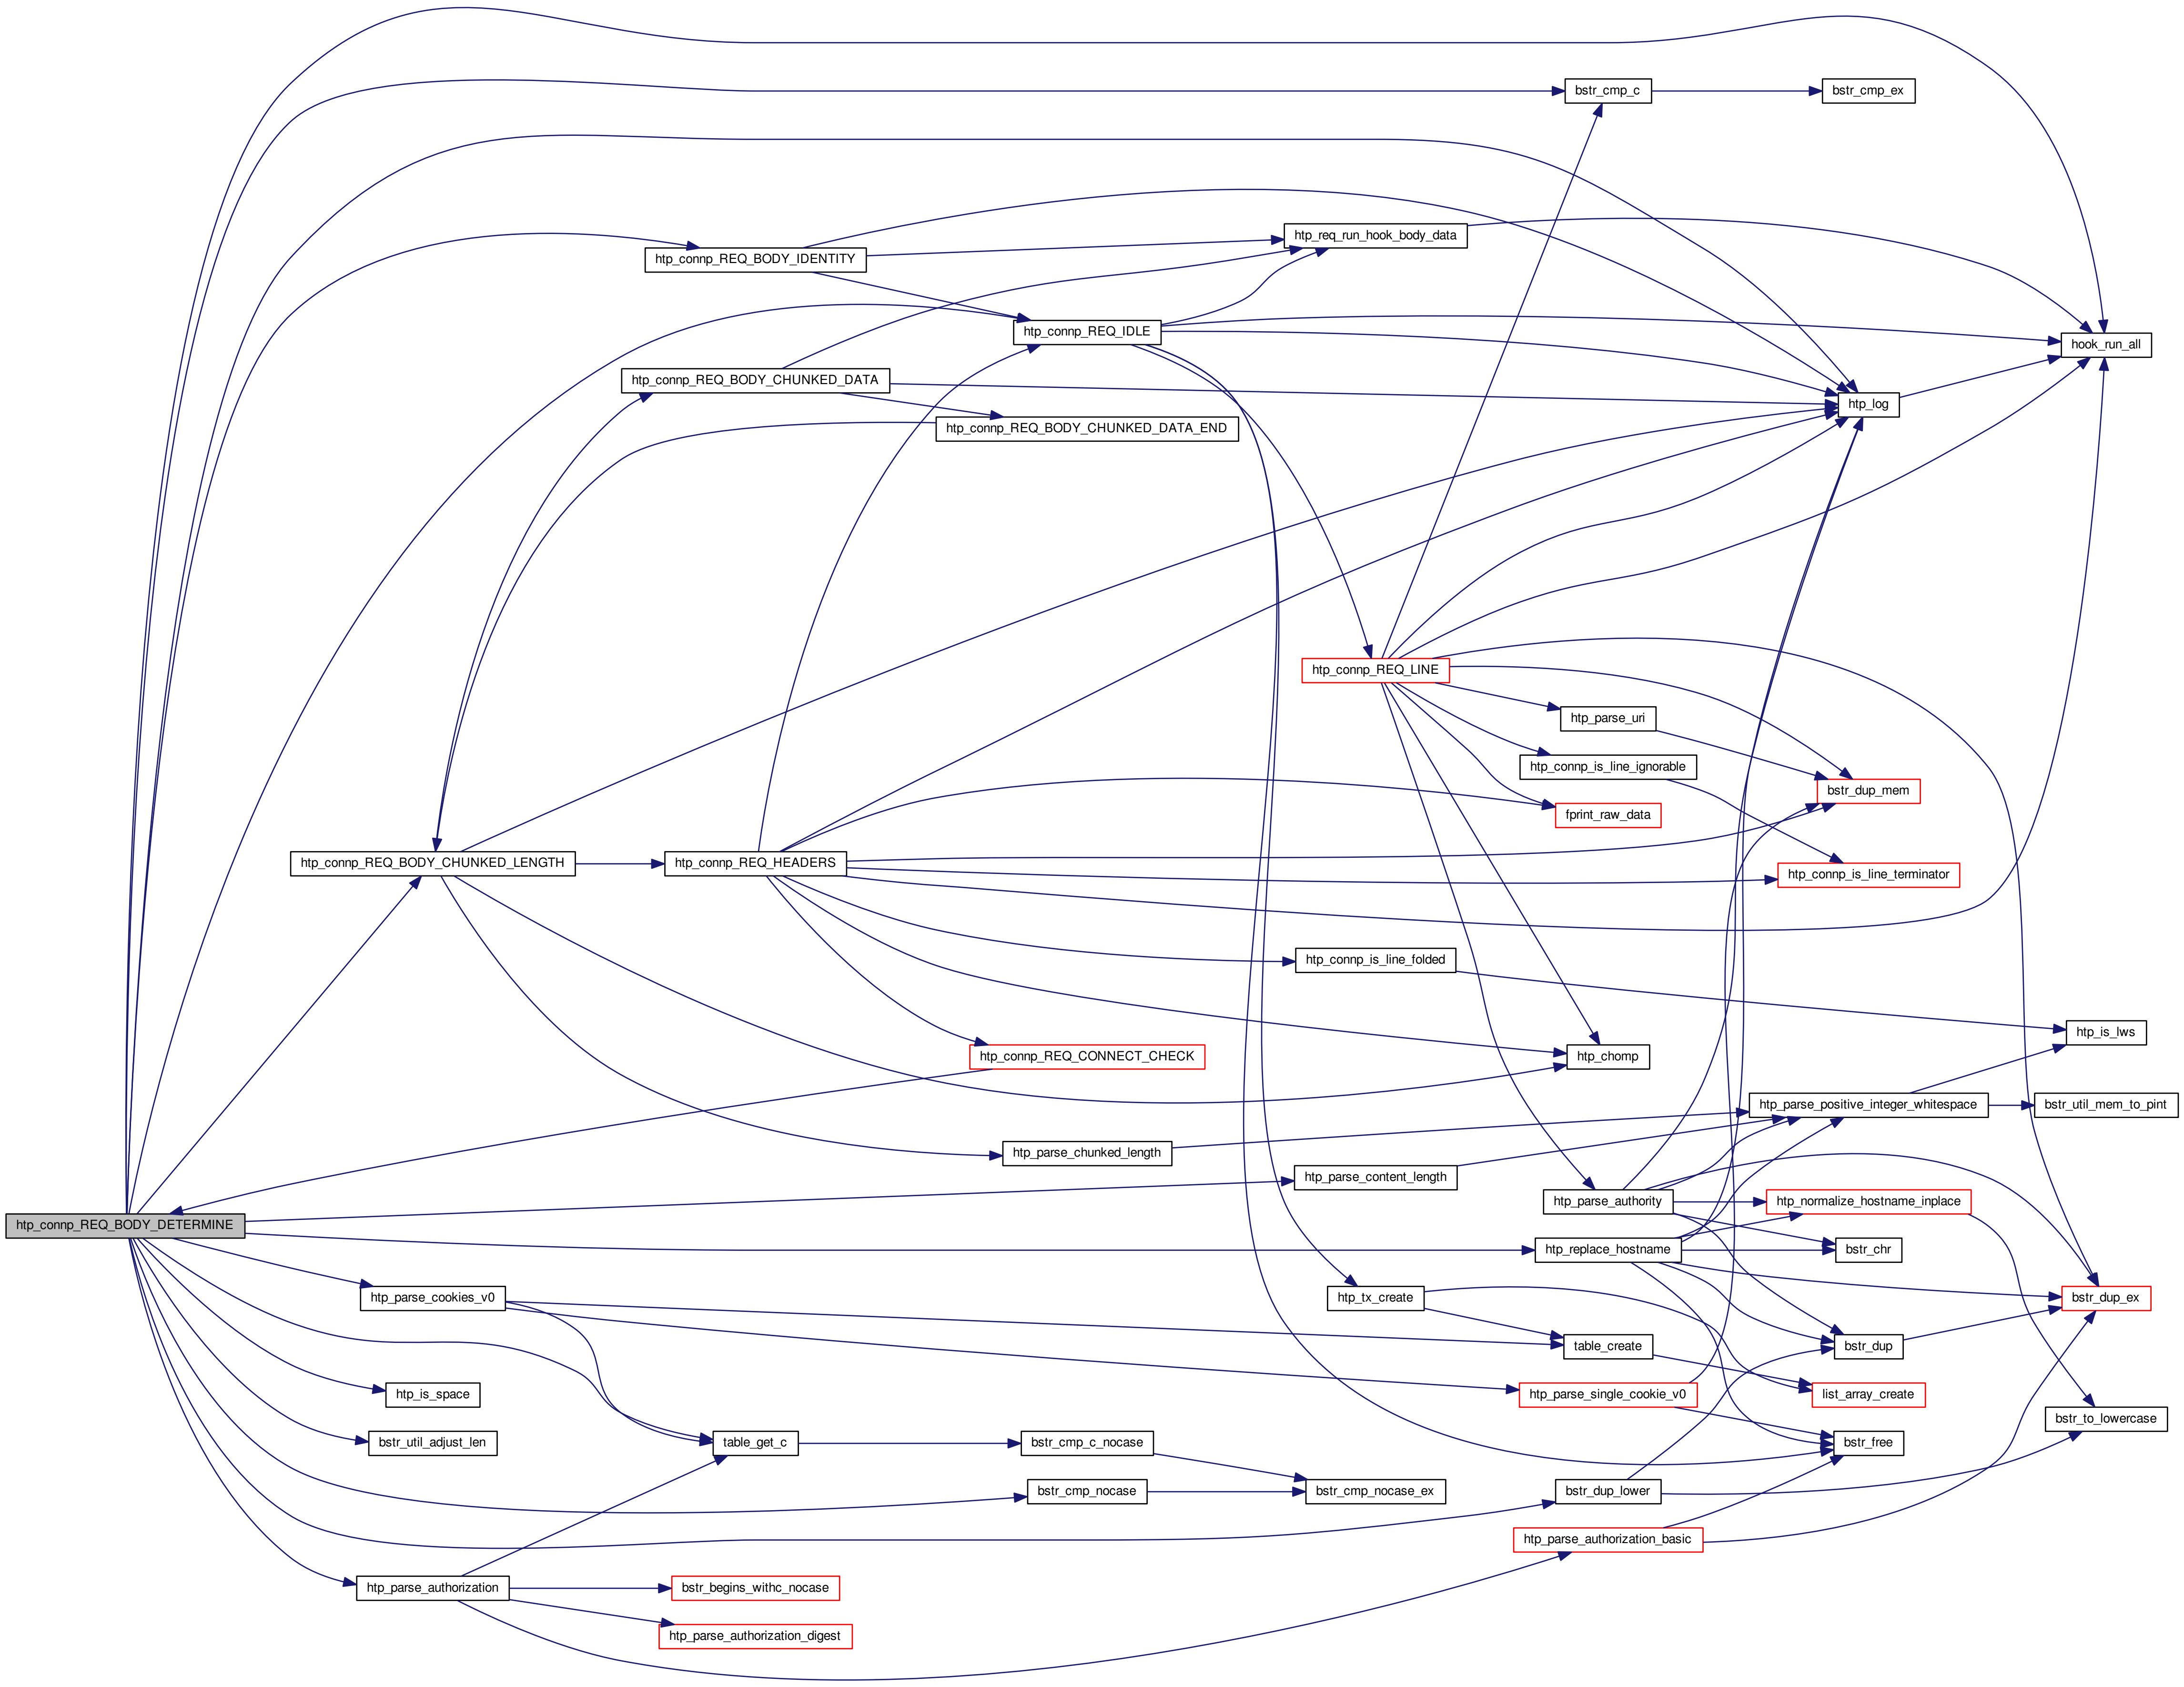 bstr_cmp_c
bstr_cmp_ex
htp_req_run_hook_body_data
htp_connp_REQ_BODY_IDENTITY
htp_connp_REQ_IDLE
hook_run_all
htp_connp_REQ_BODY_CHUNKED_DATA
htp_log
htp_connp_REQ_BODY_CHUNKED_DATA_END
htp_connp_REQ_LINE
htp_parse_uri
htp_connp_is_line_ignorable
bstr_dup_mem
fprint_raw_data
htp_connp_REQ_BODY_CHUNKED_LENGTH
htp_connp_REQ_HEADERS
htp_connp_is_line_terminator
htp_connp_is_line_folded
htp_is_lws
htp_connp_REQ_CONNECT_CHECK
htp_chomp
htp_parse_positive_integer_whitespace
bstr_util_mem_to_pint
htp_parse_chunked_length
htp_parse_content_length
htp_parse_authority
htp_normalize_hostname_inplace
htp_connp_REQ_BODY_DETERMINE
htp_replace_hostname
bstr_chr
htp_parse_cookies_v0
htp_tx_create
bstr_dup_ex
table_create
bstr_dup
htp_is_space
htp_parse_single_cookie_v0
list_array_create
bstr_to_lowercase
bstr_util_adjust_len
table_get_c
bstr_cmp_c_nocase
bstr_free
bstr_cmp_nocase
bstr_cmp_nocase_ex
bstr_dup_lower
htp_parse_authorization_basic
htp_parse_authorization
bstr_begins_withc_nocase
htp_parse_authorization_digest